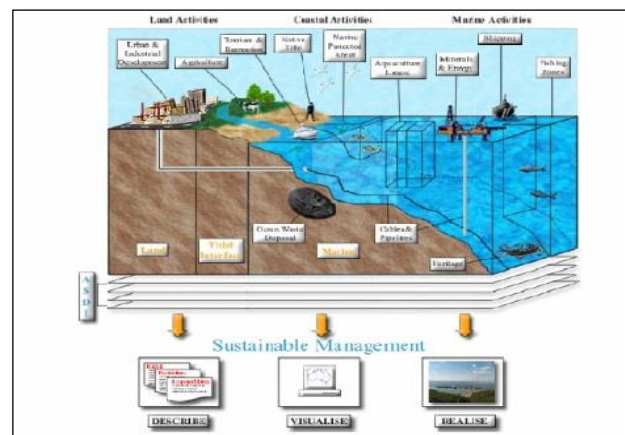 Land Activities
Coastal Activities
Marine Activities
Urban &
Industrial
Development
Agriculture
Tourism &
Recreation
Native
Title
Marine
Protected
Areas
Aquaculture
Leases
Minerals
& Energy
Shipping
Fishing
Zones
Ocean Waste
Disposal
Cables &
Pipelines
Heritage
Land
Tidal
Interface
Marine
A
S
D
I
Sustainable Management
DESCRIBE
VISUALISE
REALISE